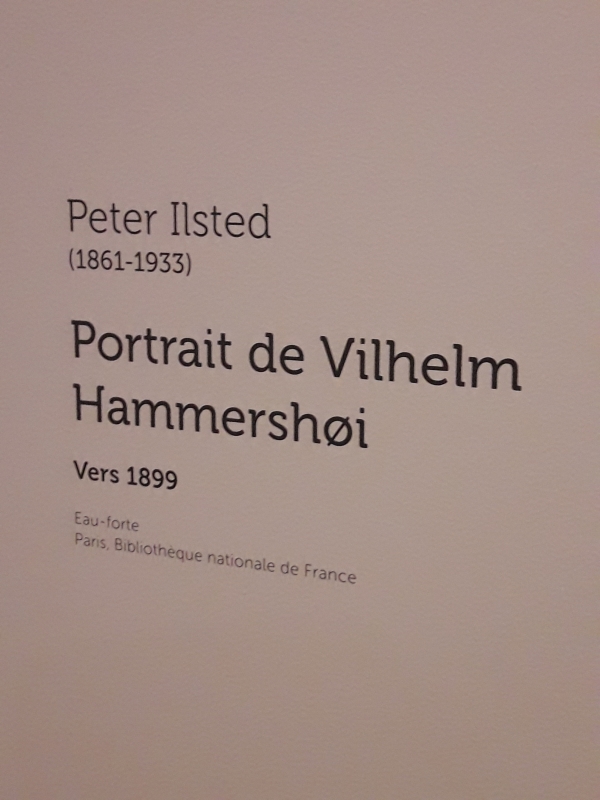 Peter Ilsted
(1861-1933)
Portrait de Vilhelm
Hammershøi
Vers 1899
Eau-forte
Paris, Bibliothèque nationale de France